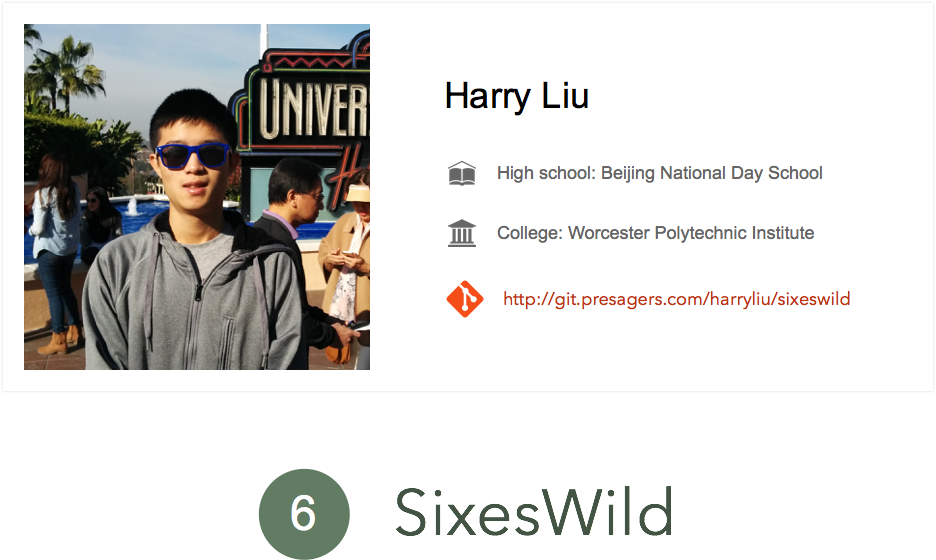 UNIVER
H
Harry Liu
High school: Beijing National Day School
College: Worcester Polytechnic Institute
http://git.presagers.com/harryliu/sixeswild
6 SixesWild